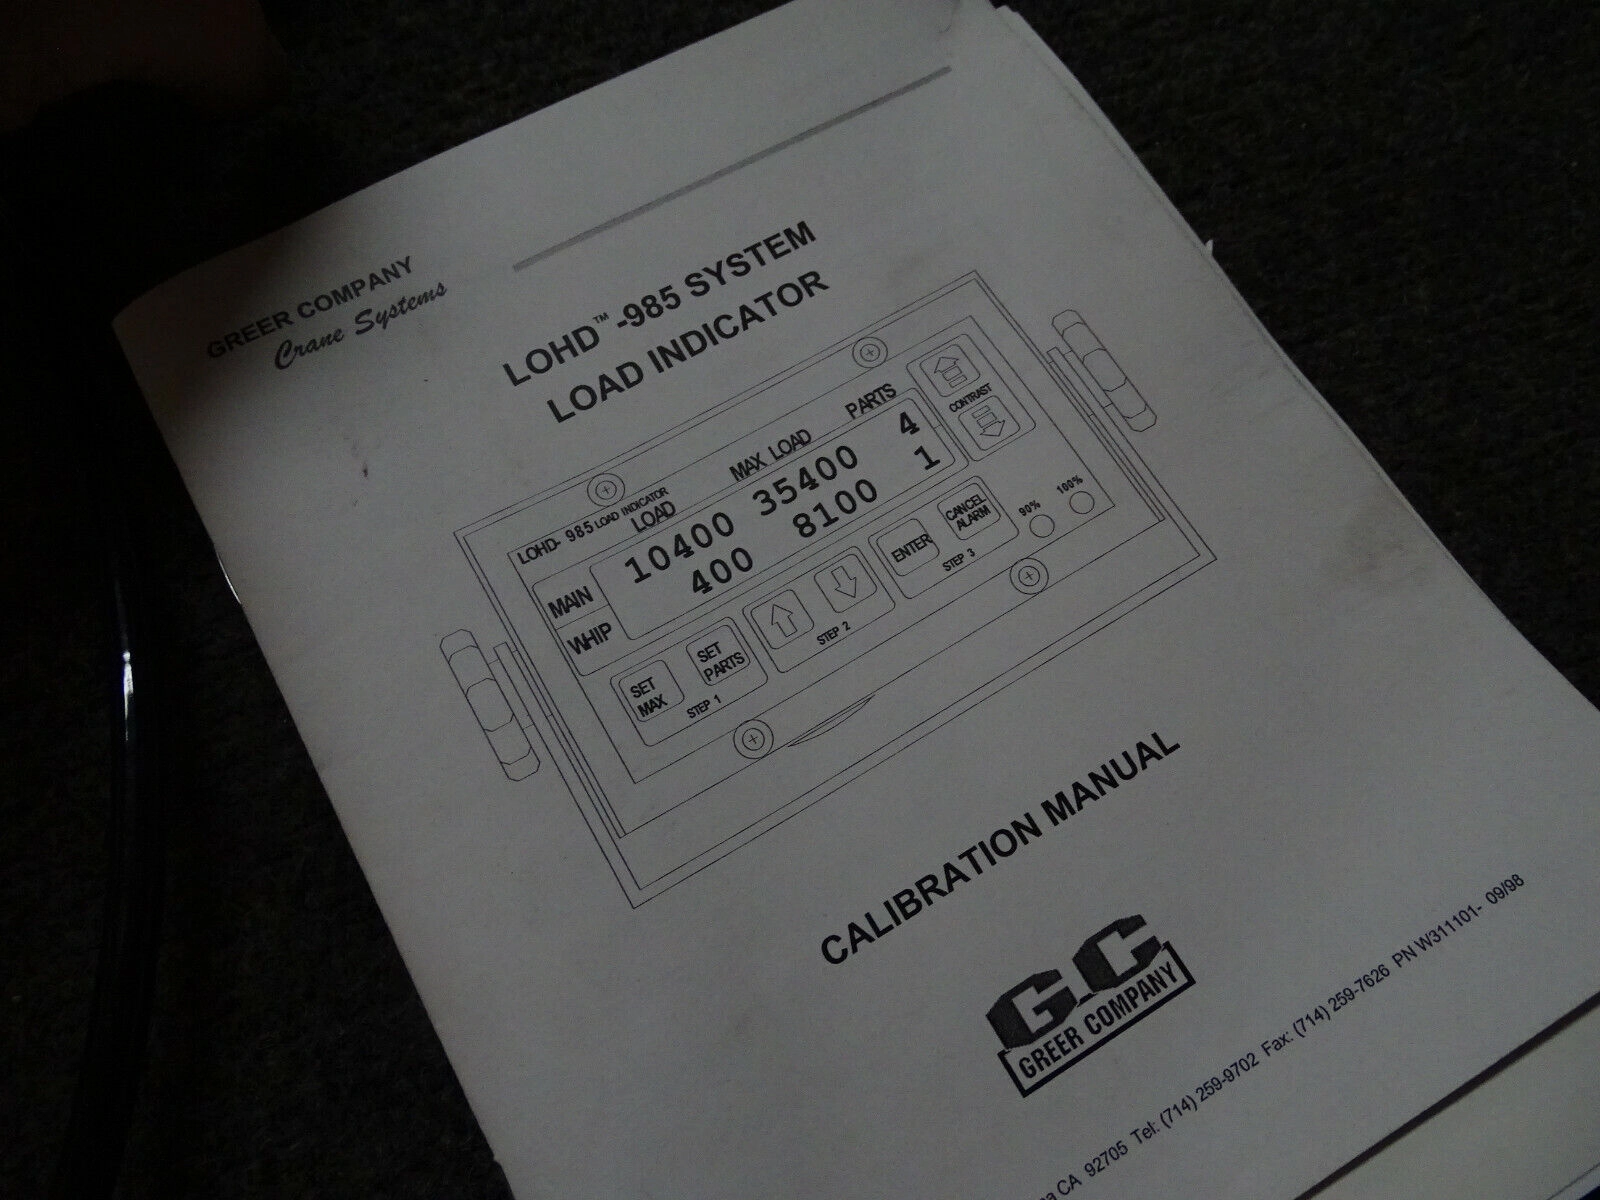 GREER COMPANY
Crane Systems
LOHD™-985 SYSTEM
LOAD INDICATOR
LOHD- 985 LOAD INDICATOR
LOAD MAX LOAD PARTS
MAIN 10400 35400 4
WHIP 400 8100 1
CONTRAST
90% 100%
SET MAX
SET PARTS
STEP 1
STEP 2
ENTER
CANCEL ALARM
STEP 3
CALIBRATION MANUAL
GC
GREER COMPANY
CA 92705 Tel: (714) 259-9702 Fax: (714) 259-7626 PN W311101- 09/98